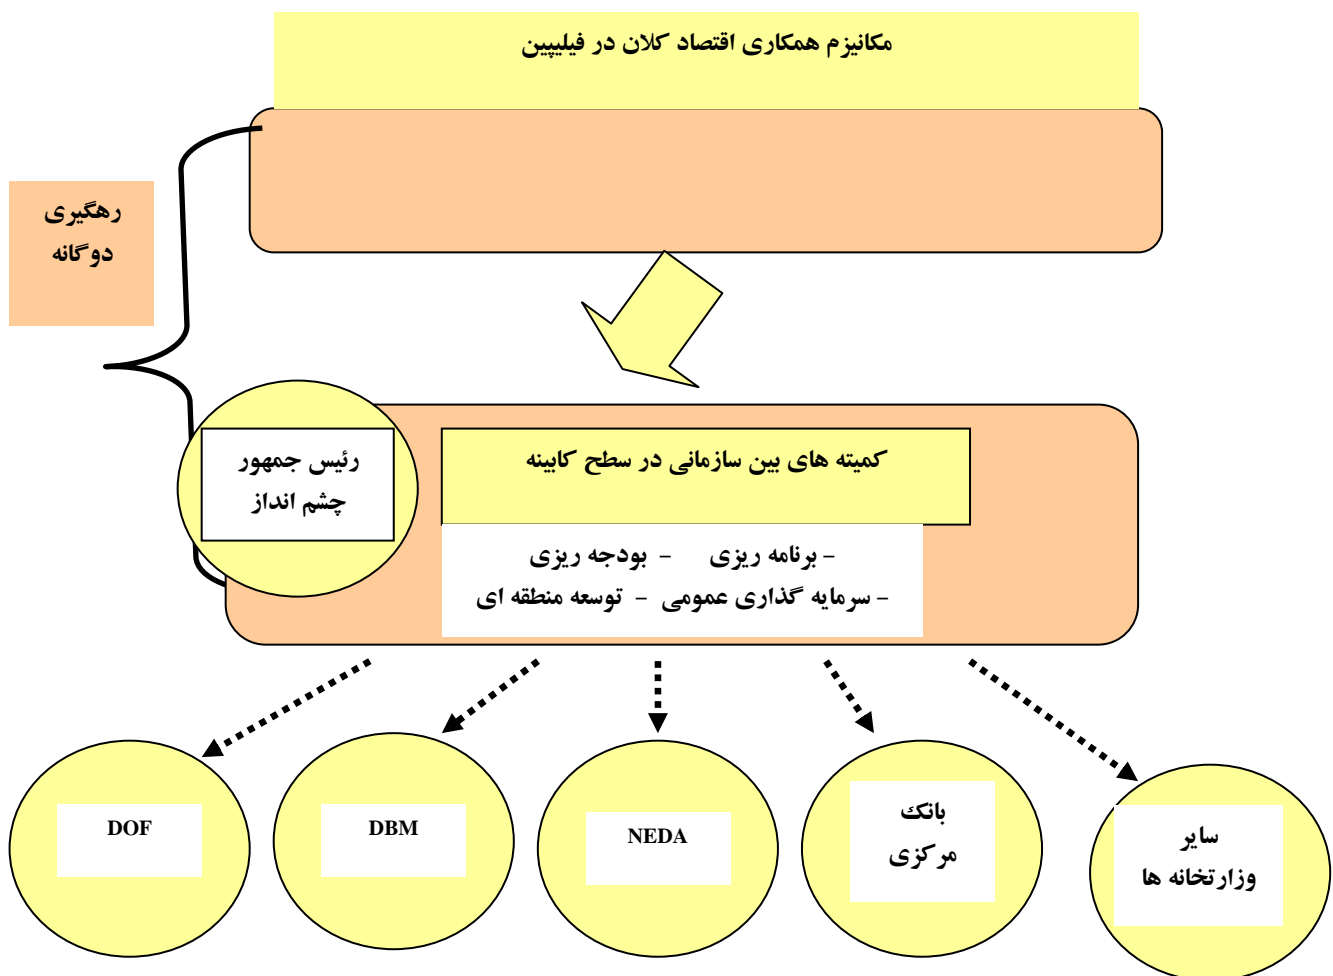 مکانیزم همکاری اقتصاد کلان در فیلیپین
رهگیری
دوگانه
رئیس جمهور
چشم انداز
کمیته های بین سازمانی در سطح کابینه
- برنامه ریزی - بودجه ریزی
- سرمایه گذاری عمومی - توسعه منطقه ای
DOF
DBM
NEDA
بانک
مرکزی
سایر
وزارتخانه ها